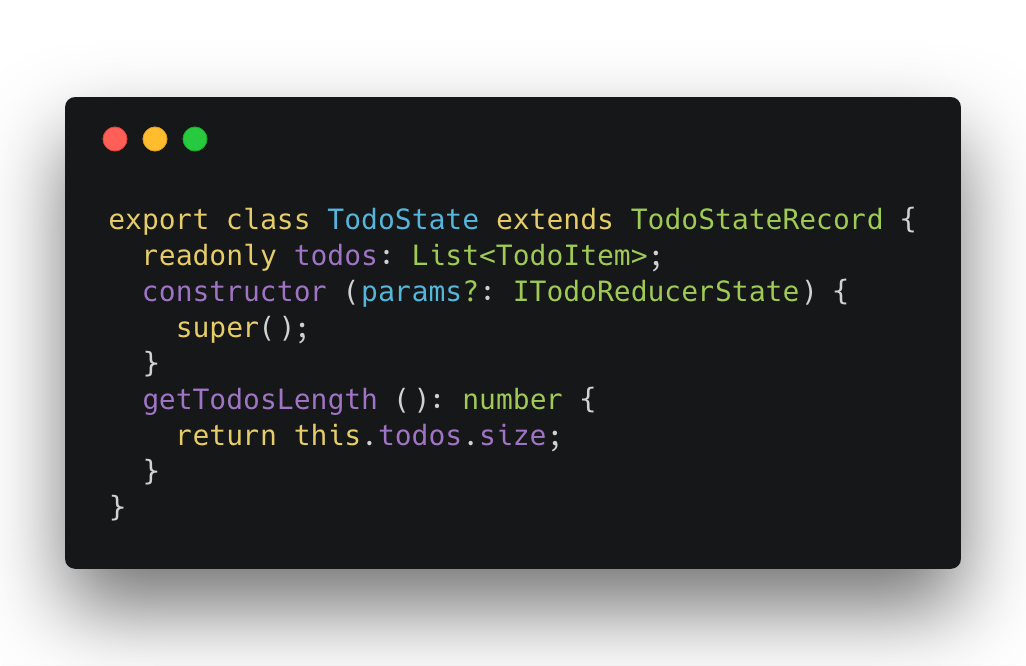 export class TodoState extends TodoStateRecord {
  readonly todos: List<TodoItem>;
  constructor (params?: ITodoReducerState) {
    super();
  }
  getTodosLength (): number {
    return this.todos.size;
  }
}